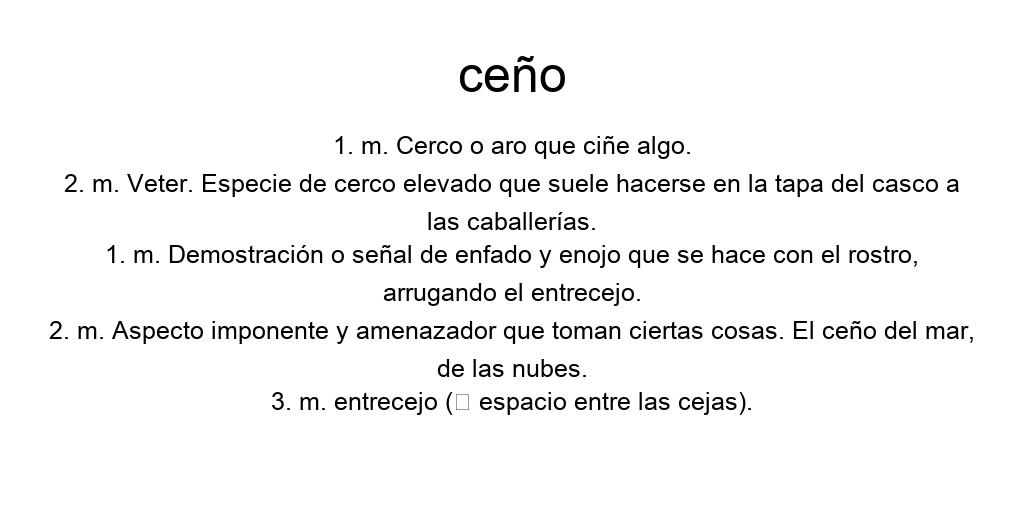 ceño
1. m. Cerco o aro que ciñe algo.
2. m. Veter. Especie de cerco elevado que suele hacerse en la tapa del casco a
las caballerías.
1. m. Demostración o señal de enfado y enojo que se hace con el rostro,
arrugando el entrecejo.
2. m. Aspecto imponente y amenazador que toman ciertas cosas. El ceño del mar,
de las nubes.
3. m. entrecejo (□ espacio entre las cejas).